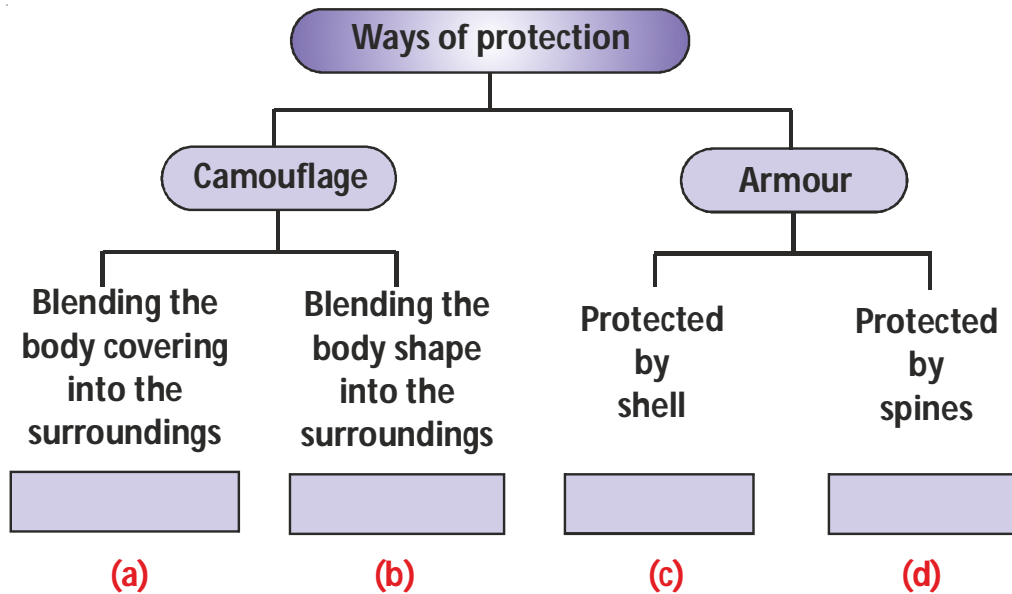 Ways of protection
Camouflage
Armour
Blending the
body covering
into the
surroundings
Blending the
body shape
into the
surroundings
Protected
by
shell
Protected
by
spines
(a)
(b)
(c)
(d)